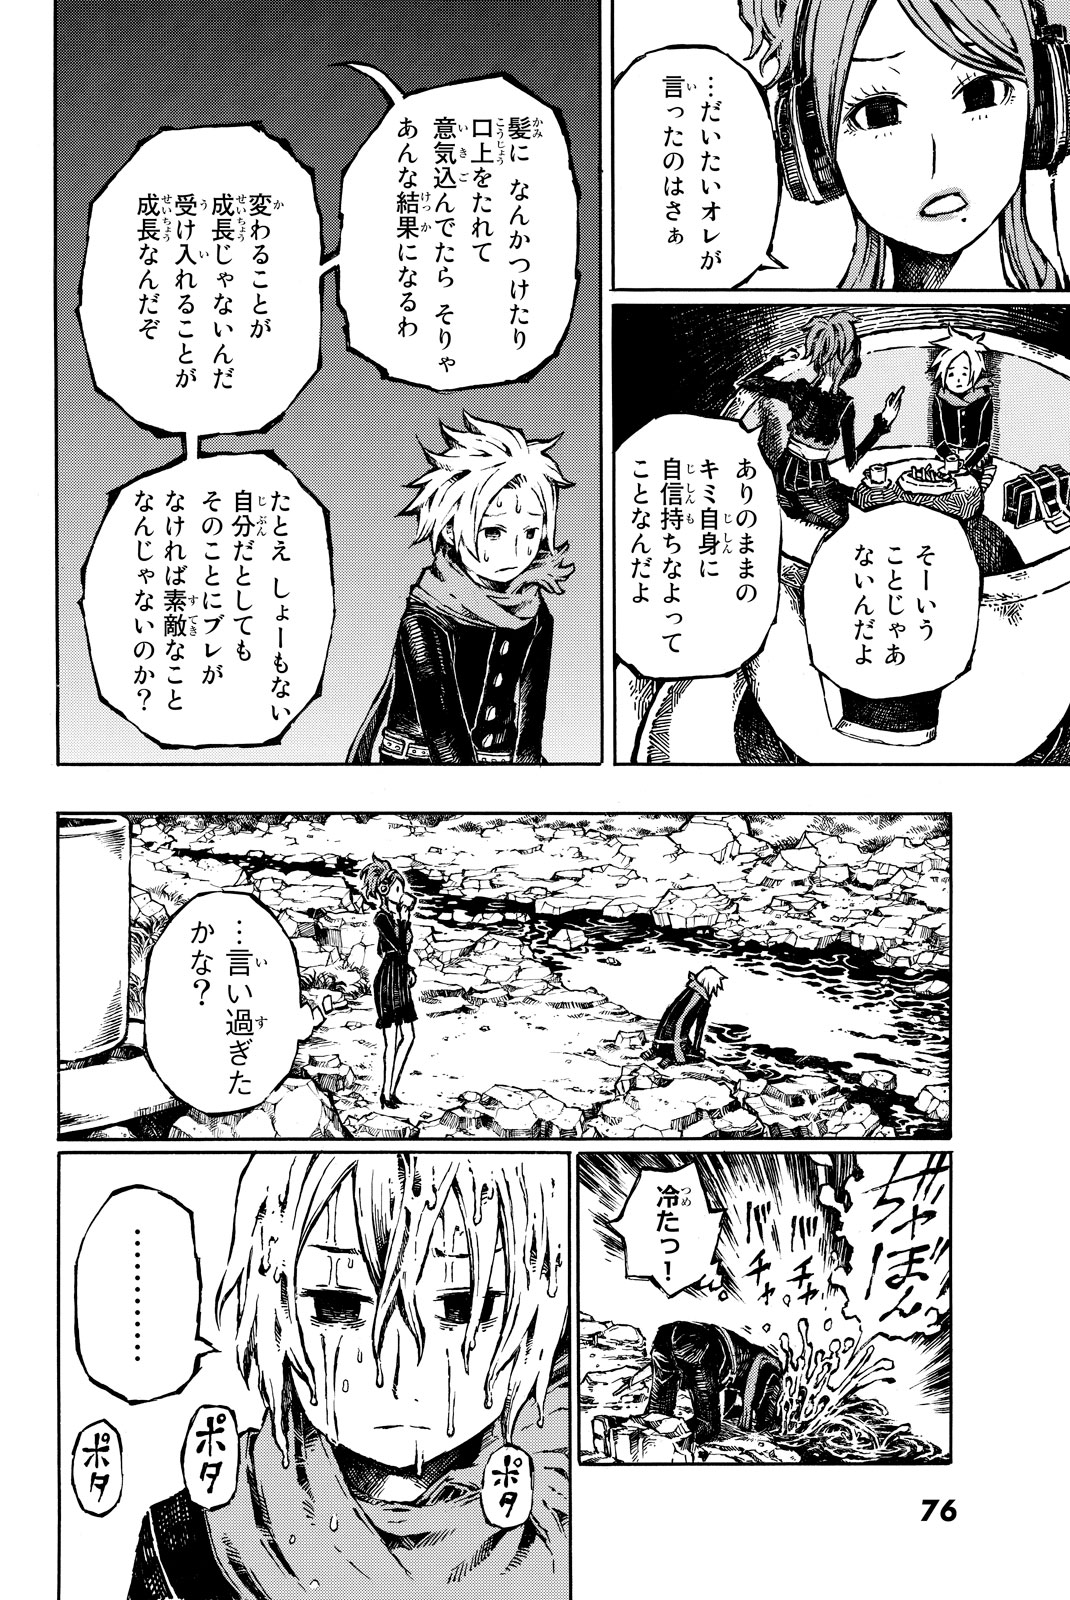 …だいたいオレが
言ったのはさぁ
そーいう
ことじゃあ
ないんだよ
ありのままの
キミ自身に
自信持ちなよって
ことなんだよ
髪に なんかつけたり
口上をたれて
意気込んでたら そりゃ
あんな結果になるわ
変わることが
成長じゃないんだ
受け入れることが
成長なんだぞ
たとえ しょーもない
自分だとしても
そのことにブレが
なければ素敵なこと
なんじゃないのか?
…言い過ぎた
かな?
じゃぼん
バチャ
バチャ
冷たっ!
…………
ポタ
ポタ
ポタ
76